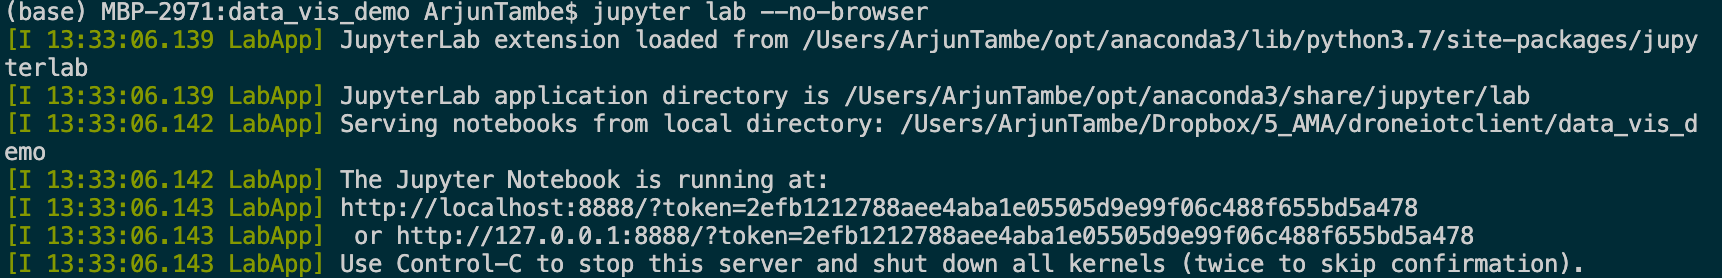 (base) MBP-2971:data_vis_demo ArjunTambe$ jupyter lab --no-browser
[I 13:33:06.139 LabApp] JupyterLab extension loaded from /Users/ArjunTambe/opt/anaconda3/lib/python3.7/site-packages/jupy
terlab
[I 13:33:06.139 LabApp] JupyterLab application directory is /Users/ArjunTambe/opt/anaconda3/share/jupyter/lab
[I 13:33:06.142 LabApp] Serving notebooks from local directory: /Users/ArjunTambe/Dropbox/5_AMA/droneiotclient/data_vis_d
emo
[I 13:33:06.142 LabApp] The Jupyter Notebook is running at:
[I 13:33:06.143 LabApp] http://localhost:8888/?token=2efb1212788aee4aba1e05505d9e99f06c488f655bd5a478
[I 13:33:06.143 LabApp]  or http://127.0.0.1:8888/?token=2efb1212788aee4aba1e05505d9e99f06c488f655bd5a478
[I 13:33:06.143 LabApp] Use Control-C to stop this server and shut down all kernels (twice to skip confirmation).